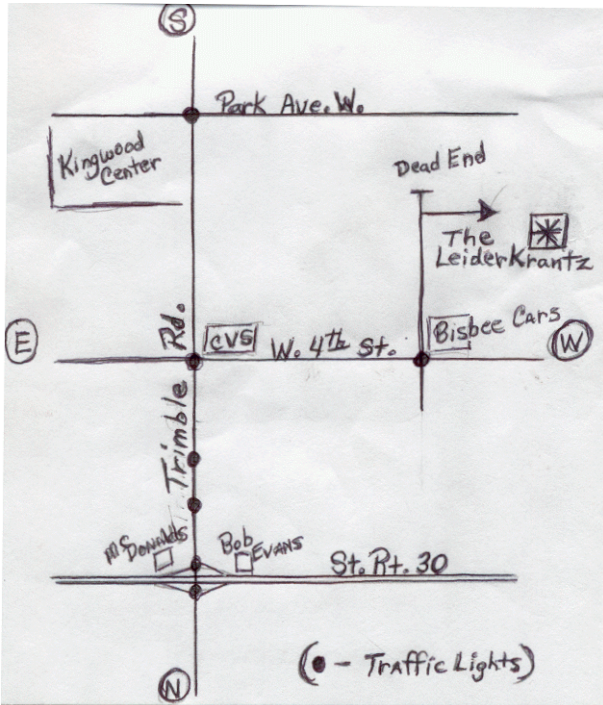 S
Park Ave. W.
Kingwood
Center
Dead End
The
LeiderKrantz
E
Trimble Rd.
CVS
W. 4th St.
Bisbee Cars
W
McDonalds
Bob
Evans
St. Rt. 30
(● - Traffic Lights)
N